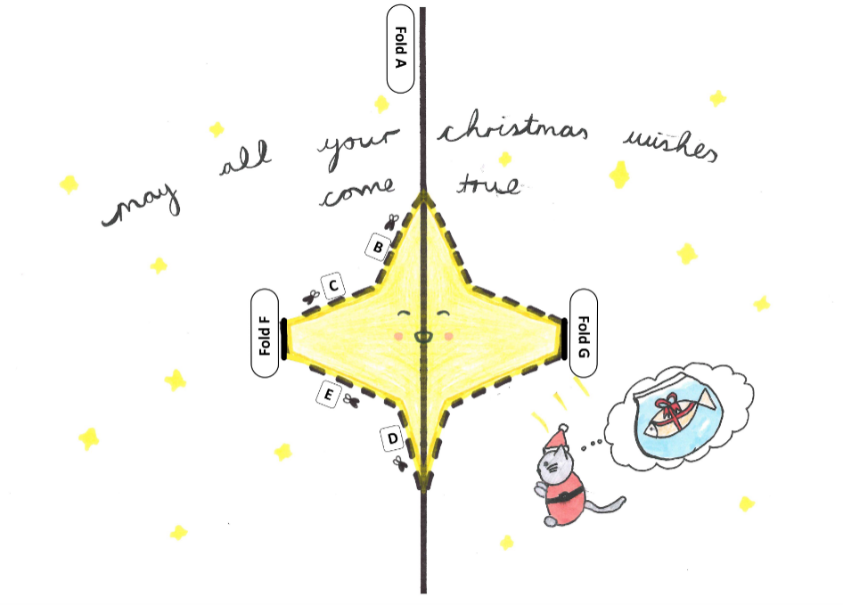 Fold A
may all your christmas wishes
come true
B
C
Fold F
Fold G
E
D